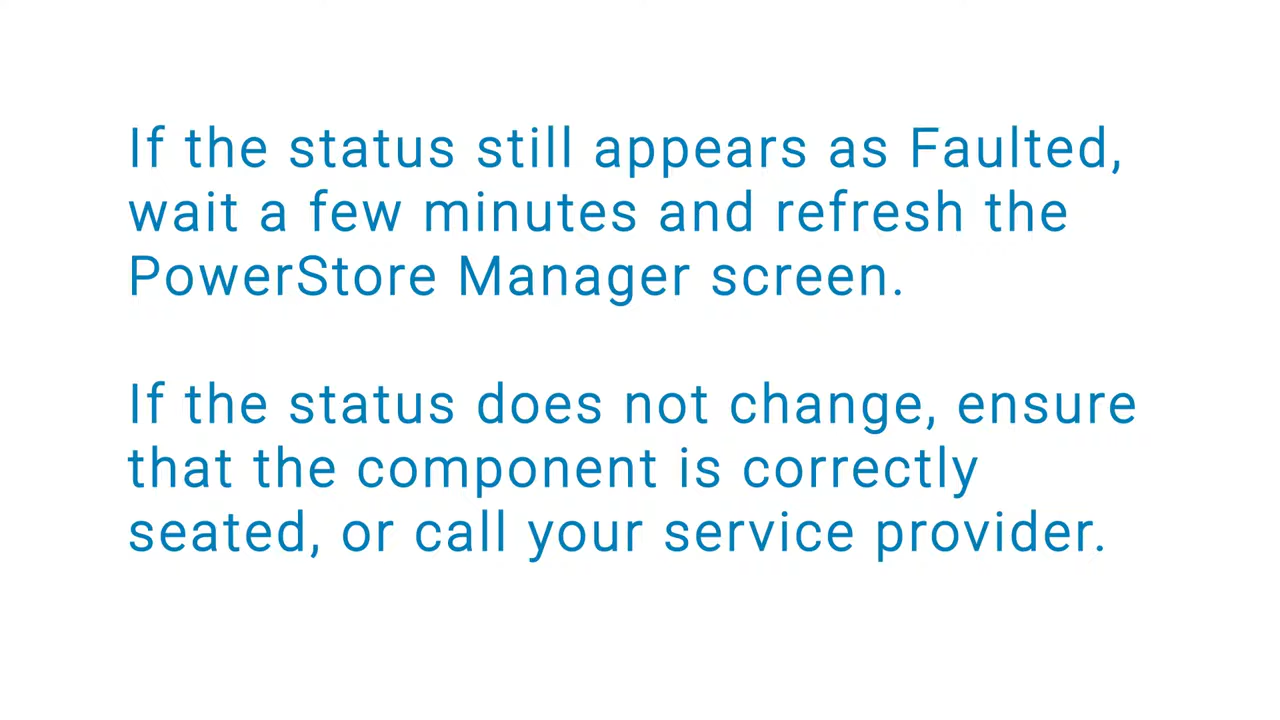 If the status still appears as Faulted,
wait a few minutes and refresh the
PowerStore Manager screen.
If the status does not change, ensure
that the component is correctly
seated, or call your service provider.